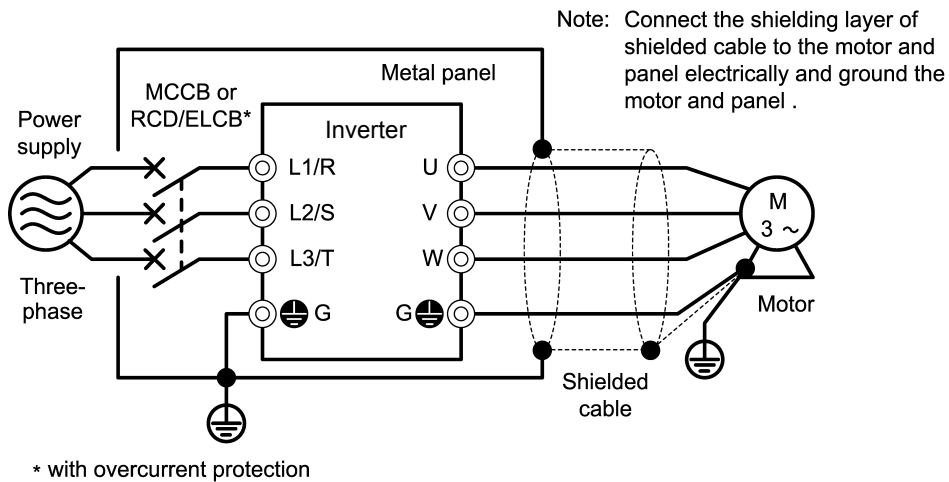 Note: Connect the shielding layer of
shielded cable to the motor and
panel electrically and ground the
motor and panel .
Metal panel
MCCB or
RCD/ELCB*
Power
supply
Inverter
L1/R
U
L2/S
V
L3/T
W
G
G
M
3 ~
Three-
phase
Motor
Shielded
cable
* with overcurrent protection